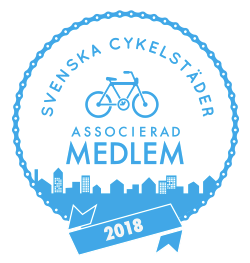 SVENSKA CYKELSTÄDER
ASSOCIERAD
MEDLEM
2018